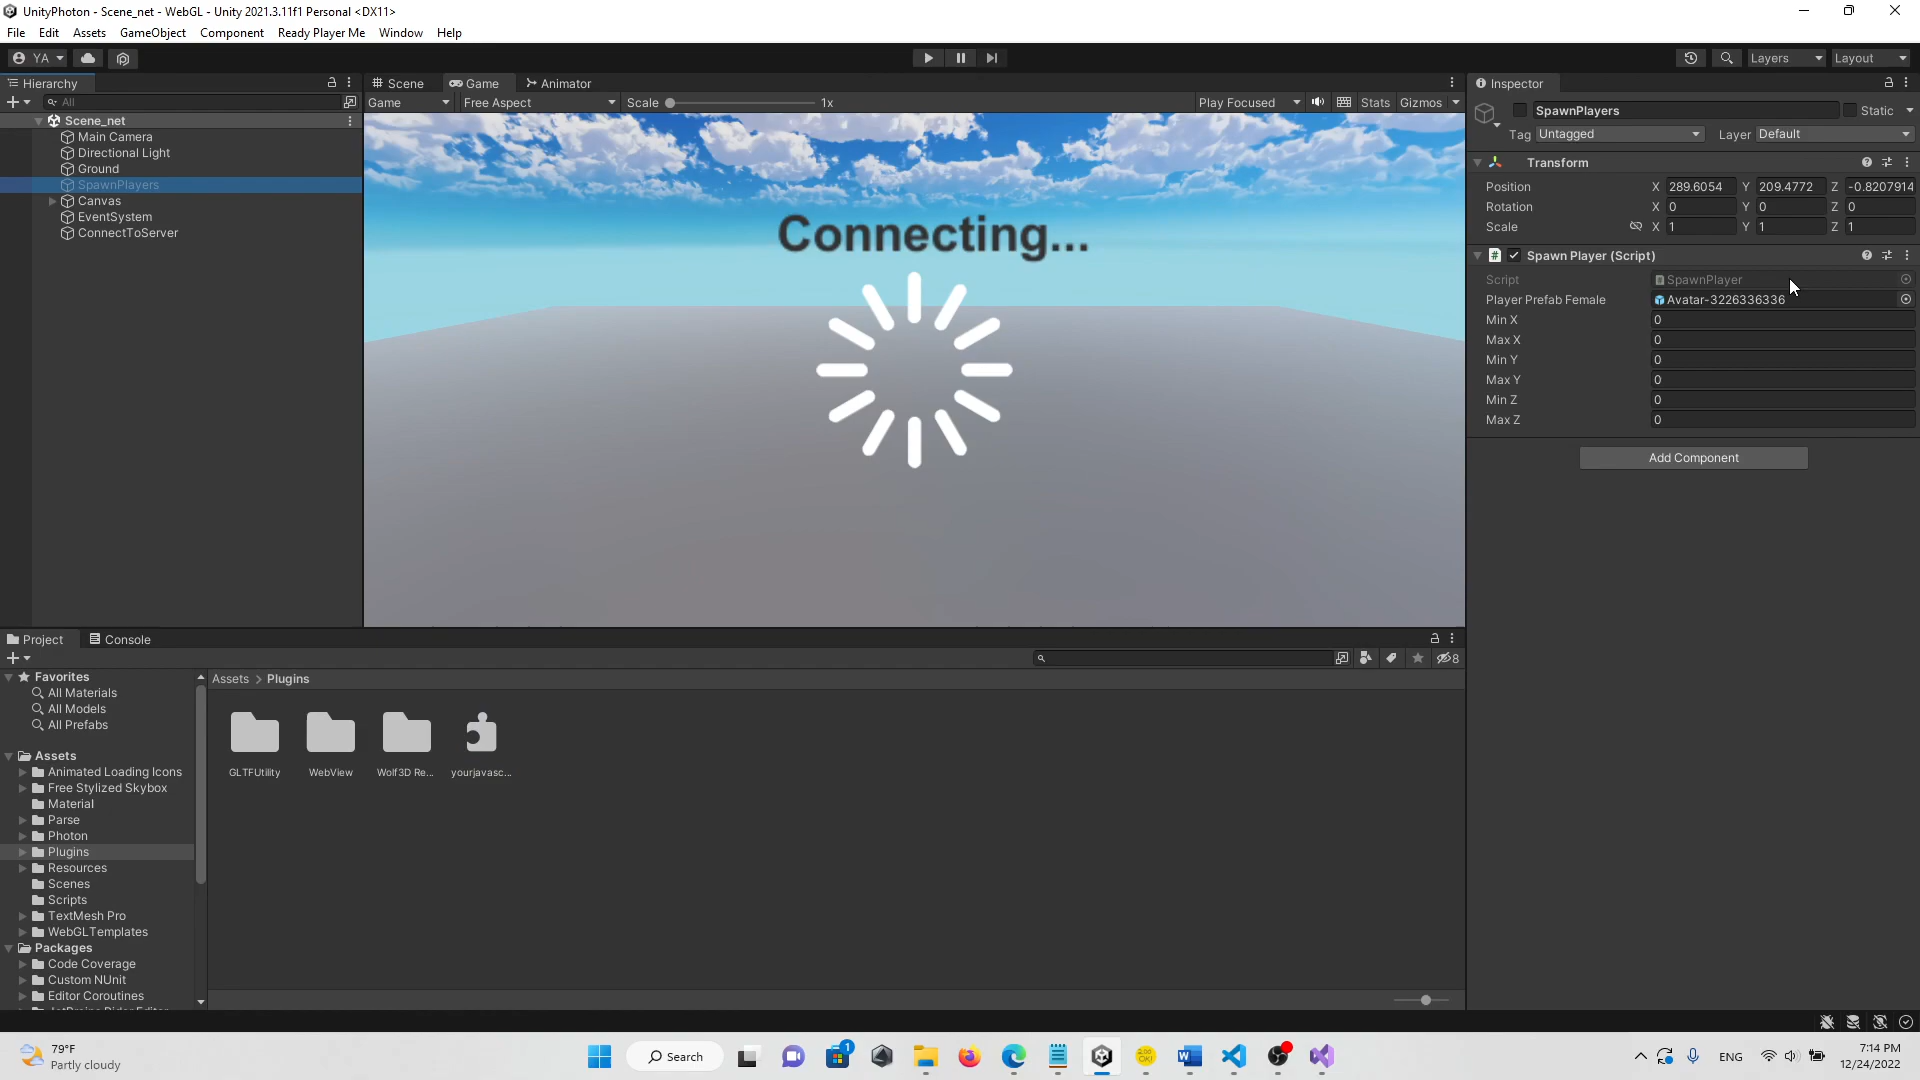 UnityPhoton - Scene_net - WebGL - Unity 2021.3.11f1 Personal <DX11>
File Edit Assets GameObject Component Ready Player Me Window Help
YA Layers Layout
Hierarchy Scene Game Animator Inspector
All Game Free Aspect Scale 1x Play Focused Stats Gizmos SpawnPlayers Static
Scene_net
Main Camera
Directional Light
Ground
SpawnPlayers
Canvas
EventSystem
ConnectToServer
Connecting...
Tag Untagged Layer Default
Transform
Position X 289.6054 Y 209.4772 Z -0.8207914
Rotation X 0 Y 0 Z 0
Scale X 1 Y 1 Z 1
# Spawn Player (Script)
Script SpawnPlayer
Player Prefab Female Avatar-3226336336
Min X 0
Max X 0
Min Y 0
Max Y 0
Min Z 0
Max Z 0
Add Component
Project Console
8
Favorites
All Materials
All Models
All Prefabs
Assets
Animated Loading Icons
Free Stylized Skybox
Material
Parse
Photon
Plugins
Resources
Scenes
Scripts
TextMesh Pro
WebGLTemplates
Packages
Code Coverage
Custom NUnit
Editor Coroutines
Assets > Plugins
GLTFUtility WebView Wolf3D Re... yourjavasc...
79°F
Partly cloudy
Search
1
ENG
7:14 PM
12/24/2022